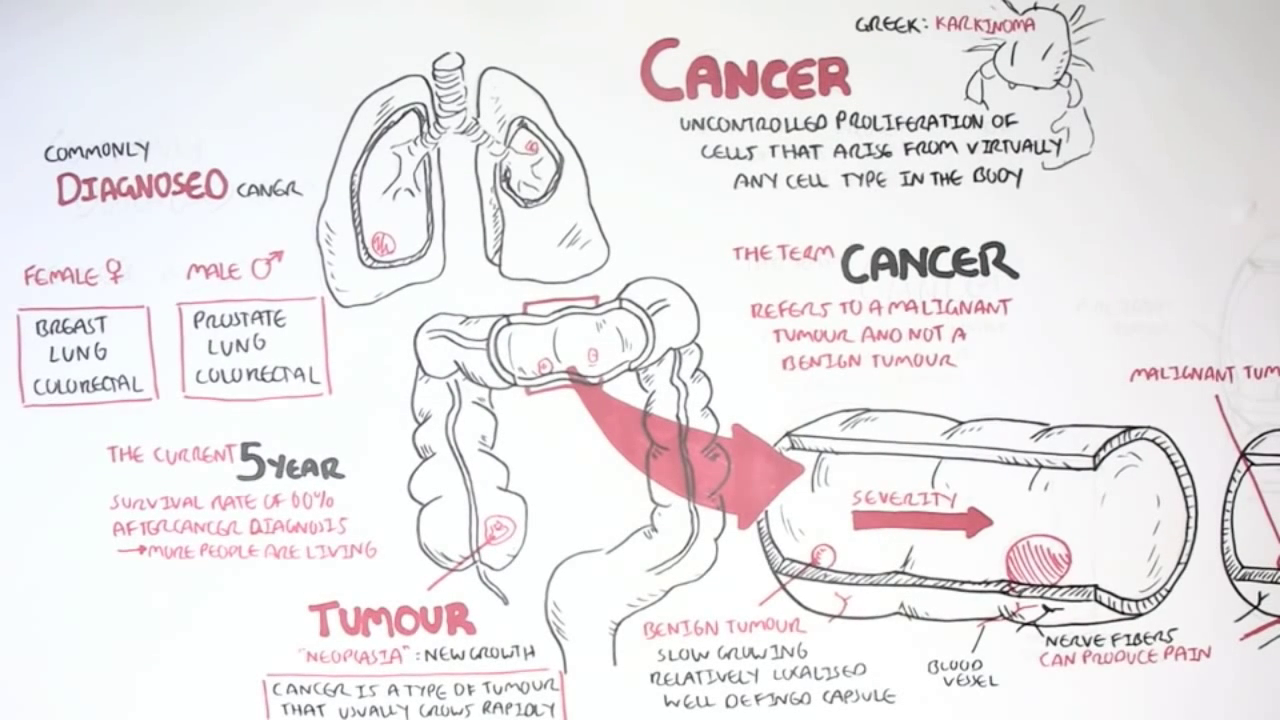 GREEK: KARKINOMA
CANCER
UNCONTROLLED PROLIFERATION OF
CELLS THAT ARISE FROM VIRTUALLY
ANY CELL TYPE IN THE BODY
COMMONLY
DIAGNOSED CANER
FEMALE ♀
MALE ♂
BREAST
LUNG
COLORECTAL
PROSTATE
LUNG
COLORECTAL
THE TERM CANCER
REFERS TO A MALIGNANT
TUMOUR AND NOT A
BENIGN TUMOUR
MALIGNANT TUM
THE CURRENT 5 YEAR
SURVIVAL RATE OF 60%
AFTER CANCER DIAGNOSIS
→ MORE PEOPLE ARE LIVING
SEVERITY
TUMOUR
"NEOPLASIA" : NEW GROWTH
CANCER IS A TYPE OF TUMOUR
THAT USUALLY GROWS RAPIDLY
BENIGN TUMOUR
SLOW GROWING
RELATIVELY LOCALISED
WELL DEFINED CAPSULE
BLOOD
VESSEL
NERVE FIBERS
CAN PRODUCE PAIN